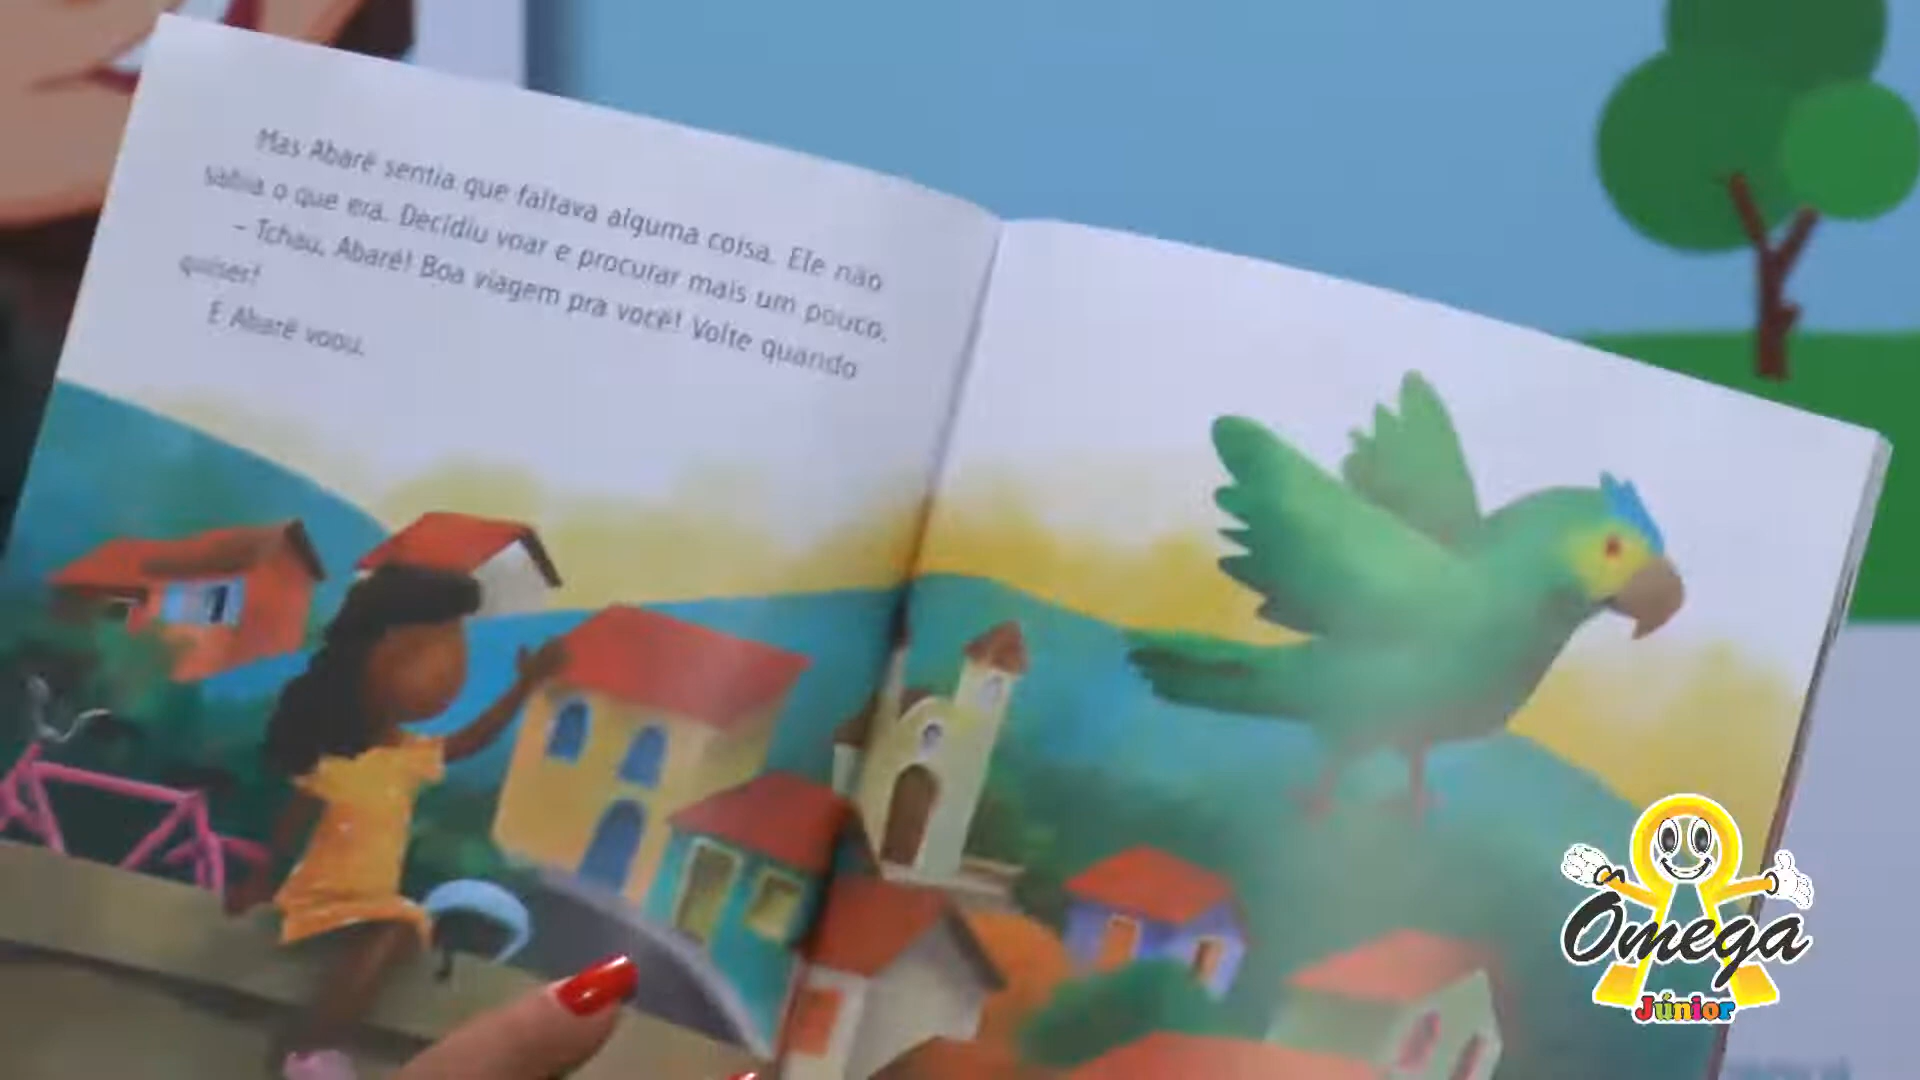 Mas Abaré sentia que faltava alguma coisa. Ele não
sabia o que era. Decidiu voar e procurar mais um pouco.
– Tchau, Abaré! Boa viagem pra você! Volte quando
quiser!
E Abaré voou.
Omega
Júnior